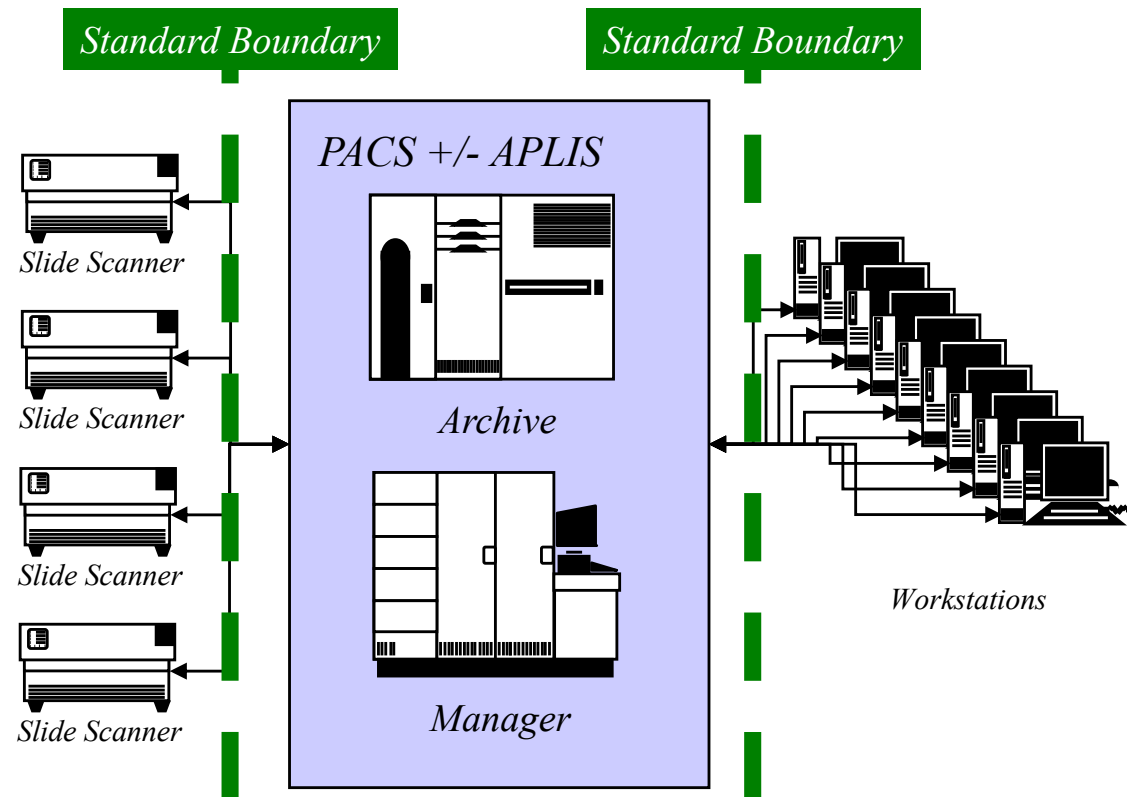 Standard Boundary
Standard Boundary
PACS +/- APLIS
Slide Scanner
Slide Scanner
Archive
Slide Scanner
Workstations
Manager
Slide Scanner